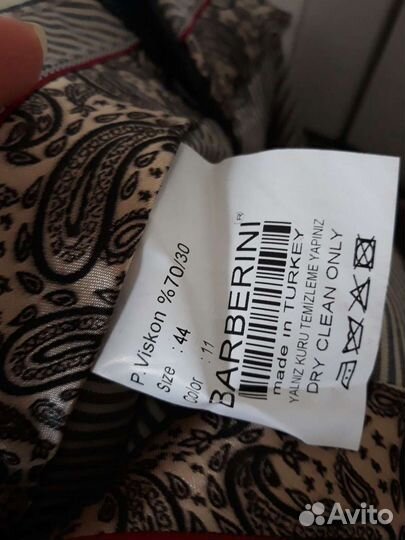 P.Viskon %70/30
Size : 44
Color : 11
BARBERINI (R)
made in TURKEY
YALNIZ KURU TEMİZLEME YAPINIZ
DRY CLEAN ONLY
Avito